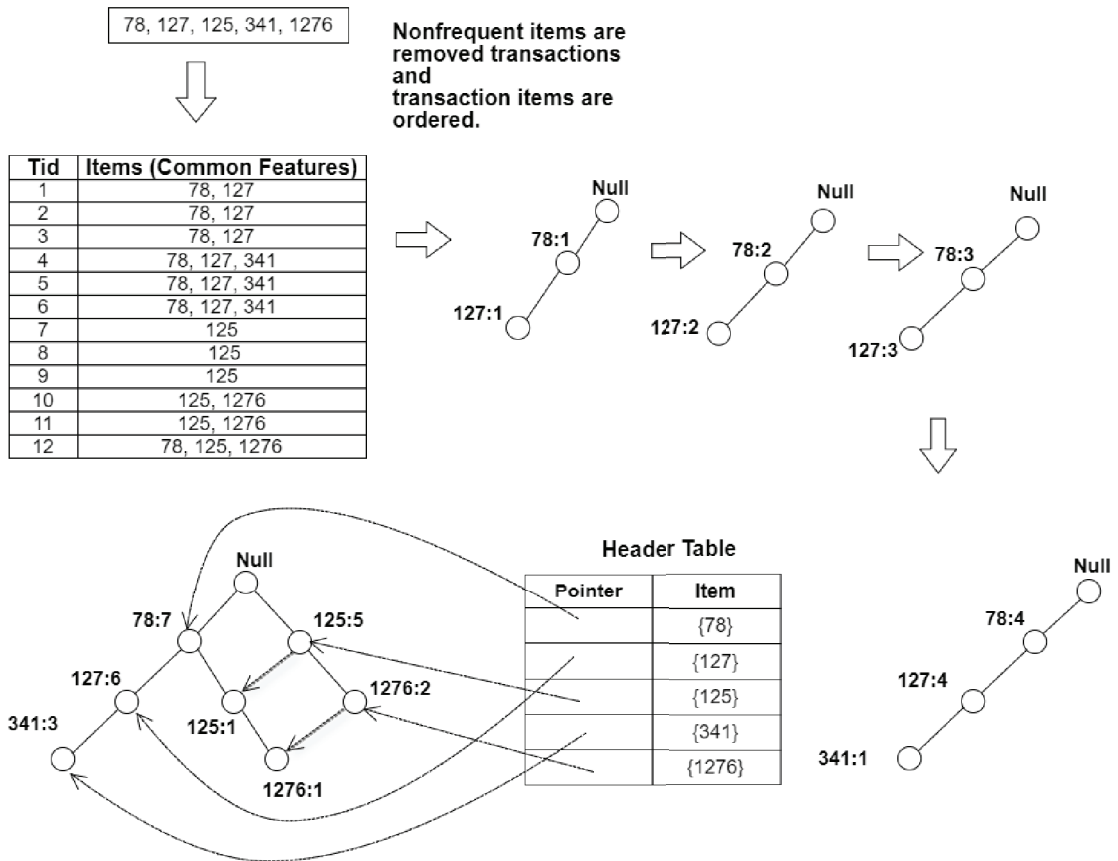 78, 127, 125, 341, 1276
Nonfrequent items are
removed transactions
and
transaction items are
ordered.
Tid Items (Common Features)
1 78, 127
2 78, 127
3 78, 127
4 78, 127, 341
5 78, 127, 341
6 78, 127, 341
7 125
8 125
9 125
10 125, 1276
11 125, 1276
12 78, 125, 1276
Null
78:1
127:1
Null
78:2
127:2
Null
78:3
127:3
Null
78:4
127:4
341:1
Header Table
Pointer Item
{78}
{127}
{125}
{341}
{1276}
Null
78:7
125:5
127:6
1276:2
341:3
125:1
1276:1